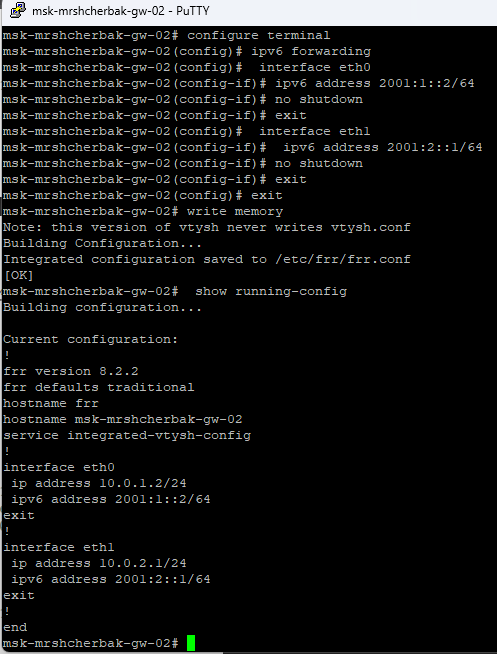 msk-mrshcherbak-gw-02 - PuTTY
msk-mrshcherbak-gw-02# configure terminal
msk-mrshcherbak-gw-02(config)# ipv6 forwarding
msk-mrshcherbak-gw-02(config)#  interface eth0
msk-mrshcherbak-gw-02(config-if)# ipv6 address 2001:1::2/64
msk-mrshcherbak-gw-02(config-if)# no shutdown
msk-mrshcherbak-gw-02(config-if)# exit
msk-mrshcherbak-gw-02(config)#  interface eth1
msk-mrshcherbak-gw-02(config-if)#  ipv6 address 2001:2::1/64
msk-mrshcherbak-gw-02(config-if)# no shutdown
msk-mrshcherbak-gw-02(config-if)# exit
msk-mrshcherbak-gw-02(config)# exit
msk-mrshcherbak-gw-02# write memory
Note: this version of vtysh never writes vtysh.conf
Building Configuration...
Integrated configuration saved to /etc/frr/frr.conf
[OK]
msk-mrshcherbak-gw-02#  show running-config
Building configuration...

Current configuration:
!
frr version 8.2.2
frr defaults traditional
hostname frr
hostname msk-mrshcherbak-gw-02
service integrated-vtysh-config
!
interface eth0
 ip address 10.0.1.2/24
 ipv6 address 2001:1::2/64
exit
!
interface eth1
 ip address 10.0.2.1/24
 ipv6 address 2001:2::1/64
exit
!
end
msk-mrshcherbak-gw-02#